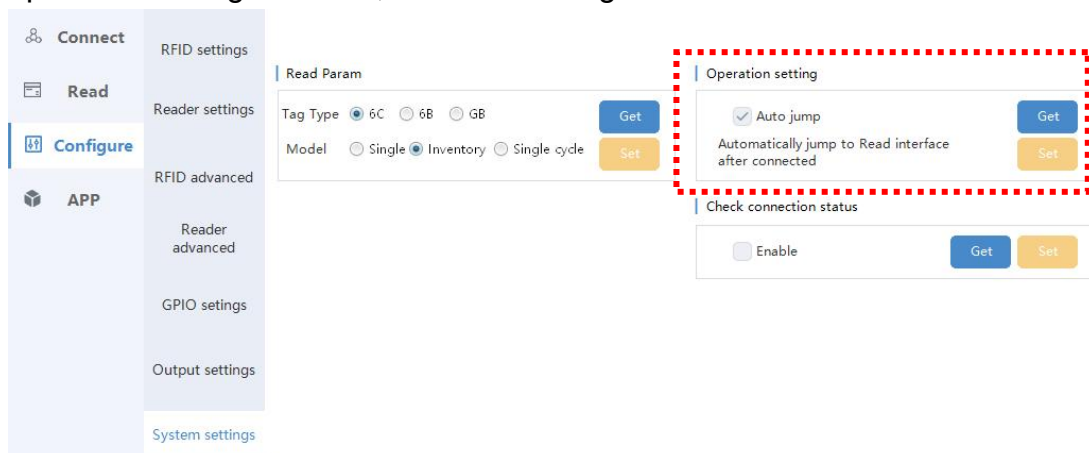 Connect
Read
Configure
APP
RFID settings
Reader settings
RFID advanced
Reader
advanced
GPIO setings
Output settings
System settings
Read Param
Tag Type 6C 6B GB
Get
Model Single Inventory Single cycle
Set
Operation setting
Auto jump
Get
Automatically jump to Read interface
after connected
Set
Check connection status
Enable
Get Set